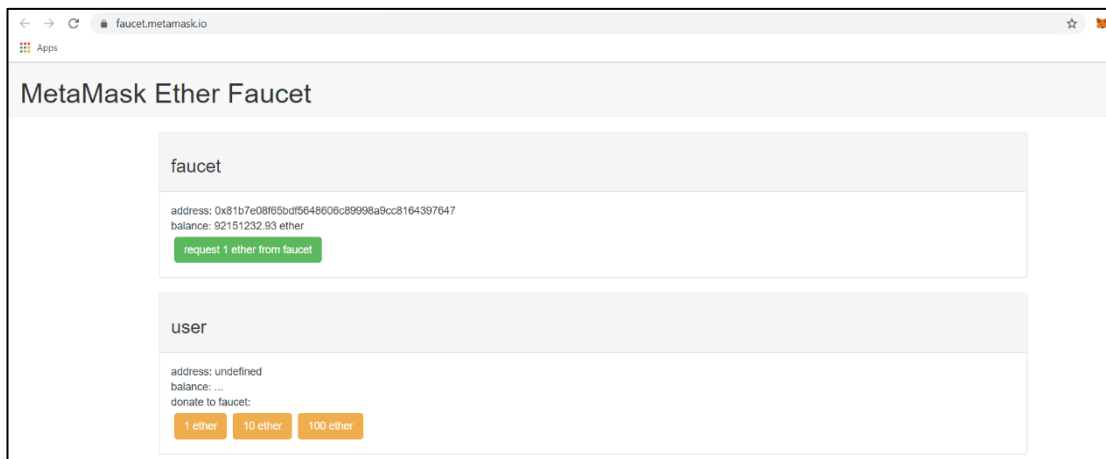 faucet.metamask.io
Apps
MetaMask Ether Faucet
faucet
address: 0x81b7e08f65bdf5648606c89998a9cc8164397647
balance: 92151232.93 ether
request 1 ether from faucet
user
address: undefined
balance: ...
donate to faucet:
1 ether 10 ether 100 ether